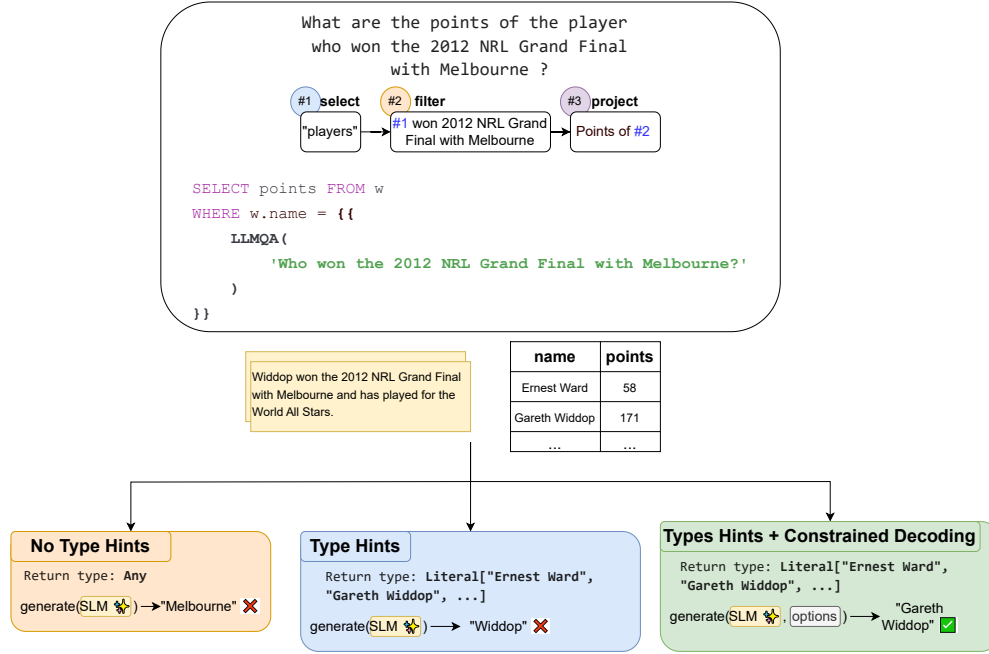 What are the points of the player
who won the 2012 NRL Grand Final
with Melbourne ?
#1 select
#2 filter
#3 project
"players"
#1 won 2012 NRL Grand
Final with Melbourne
Points of #2
SELECT points FROM w
WHERE w.name = {{
LLMQA(
'Who won the 2012 NRL Grand Final with Melbourne?'
)
}}
Widdop won the 2012 NRL Grand Final
with Melbourne and has played for the
World All Stars.
name points
Ernest Ward 58
Gareth Widdop 171
... ...
No Type Hints
Return type: Any
generate(SLM) "Melbourne"
Type Hints
Return type: Literal["Ernest Ward",
"Gareth Widdop", ...]
generate(SLM) "Widdop"
Types Hints + Constrained Decoding
Return type: Literal["Ernest Ward",
"Gareth Widdop", ...]
generate(SLM, options) "Gareth
Widdop"